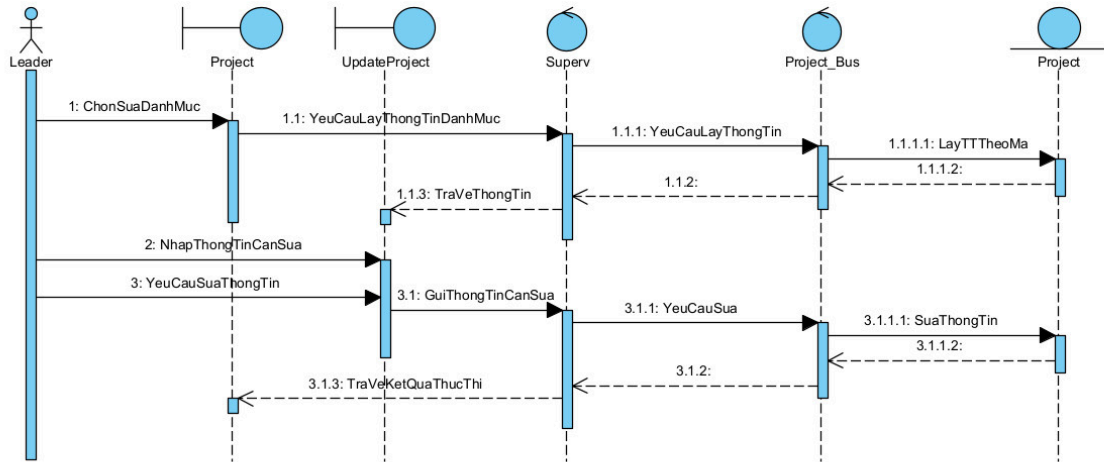 Leader
Project
UpdateProject
Superv
Project_Bus
Project
1: ChonSuaDanhMuc
1.1: YeuCauLayThongTinDanhMuc
1.1.1: YeuCauLayThongTin
1.1.1.1: LayTTTheoMa
1.1.1.2:
1.1.2:
1.1.3: TraVeThongTin
2: NhapThongTinCanSua
3: YeuCauSuaThongTin
3.1: GuiThongTinCanSua
3.1.1: YeuCauSua
3.1.1.1: SuaThongTin
3.1.1.2:
3.1.2:
3.1.3: TraVeKetQuaThucThi